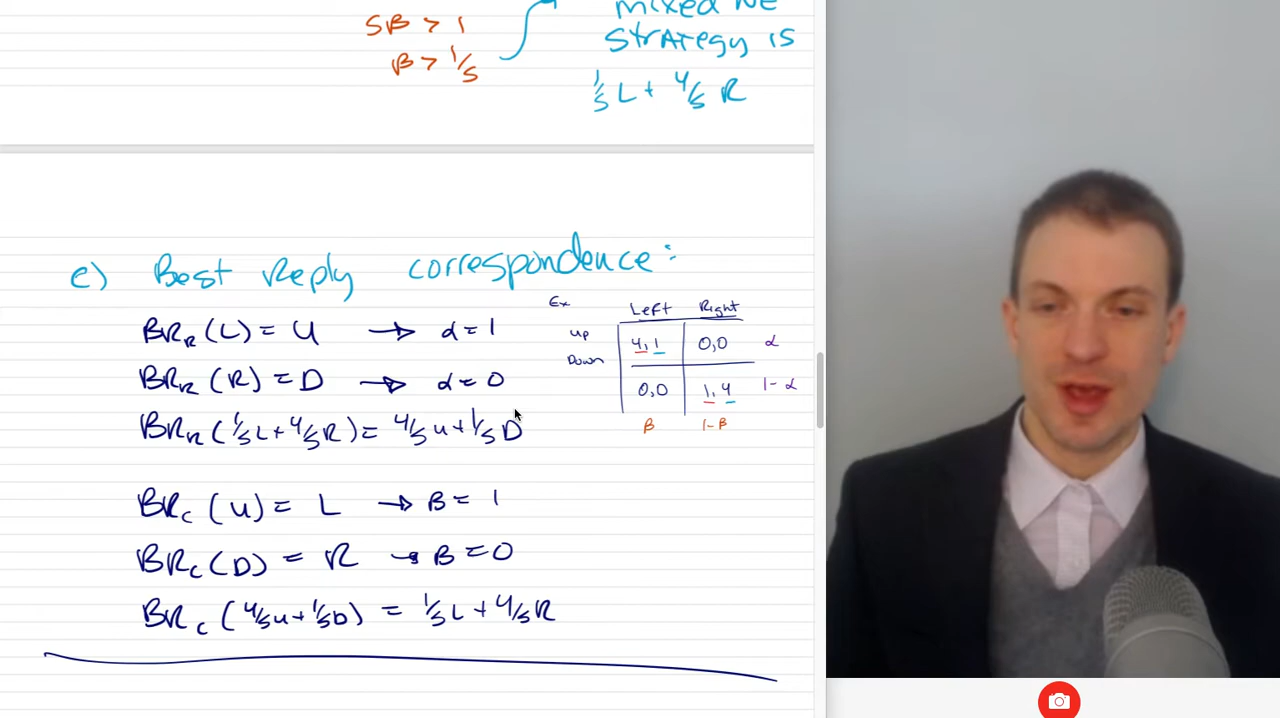 5β > 1
β > 1/5
mixed NE
strategy is
1/5 L + 4/5 R
e) Best Reply correspondence:
BR_R (L) = U → α = 1
BR_R (R) = D → α = 0
BR_R (1/5 L + 4/5 R) = 4/5 U + 1/5 D
Ex
Left Right
Up 4, 1 0,0 α
Down 0,0 1, 4 1-α
β 1-β
BR_C (U) = L → β = 1
BR_C (D) = R → β = 0
BR_C (4/5 U + 1/5 D) = 1/5 L + 4/5 R